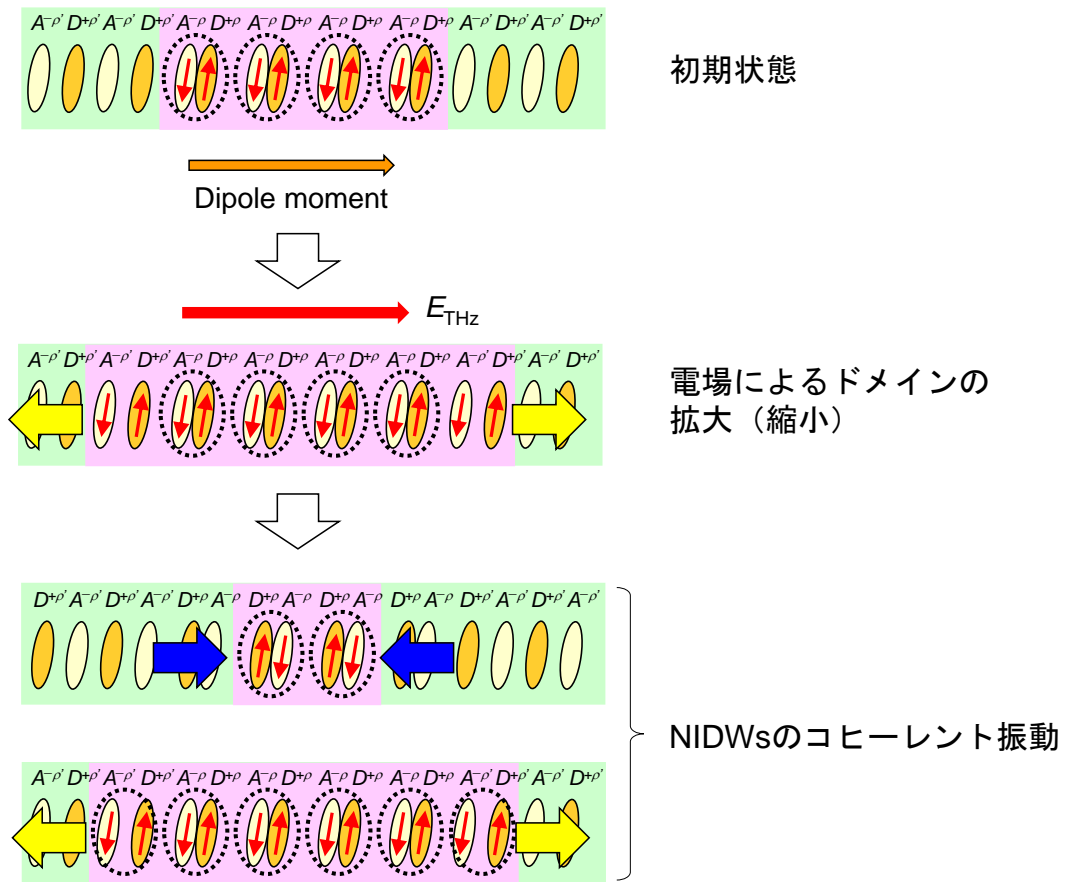 A⁻ρ' D⁺ρ' A⁻ρ' D⁺ρ' A⁻ρ D⁺ρ A⁻ρ D⁺ρ A⁻ρ D⁺ρ A⁻ρ D⁺ρ A⁻ρ' D⁺ρ' A⁻ρ' D⁺ρ'
初期状態
Dipole moment
E_THz
A⁻ρ' D⁺ρ' A⁻ρ' D⁺ρ' A⁻ρ D⁺ρ A⁻ρ D⁺ρ A⁻ρ D⁺ρ A⁻ρ D⁺ρ A⁻ρ' D⁺ρ' A⁻ρ' D⁺ρ'
電場によるドメインの
拡大（縮小）
D⁺ρ' A⁻ρ' D⁺ρ' A⁻ρ' D⁺ρ A⁻ρ D⁺ρ A⁻ρ D⁺ρ A⁻ρ D⁺ρ A⁻ρ D⁺ρ' A⁻ρ' D⁺ρ' A⁻ρ'
NIDWsのコヒーレント振動
A⁻ρ' D⁺ρ' A⁻ρ' D⁺ρ' A⁻ρ D⁺ρ A⁻ρ D⁺ρ A⁻ρ D⁺ρ A⁻ρ D⁺ρ A⁻ρ' D⁺ρ' A⁻ρ' D⁺ρ'